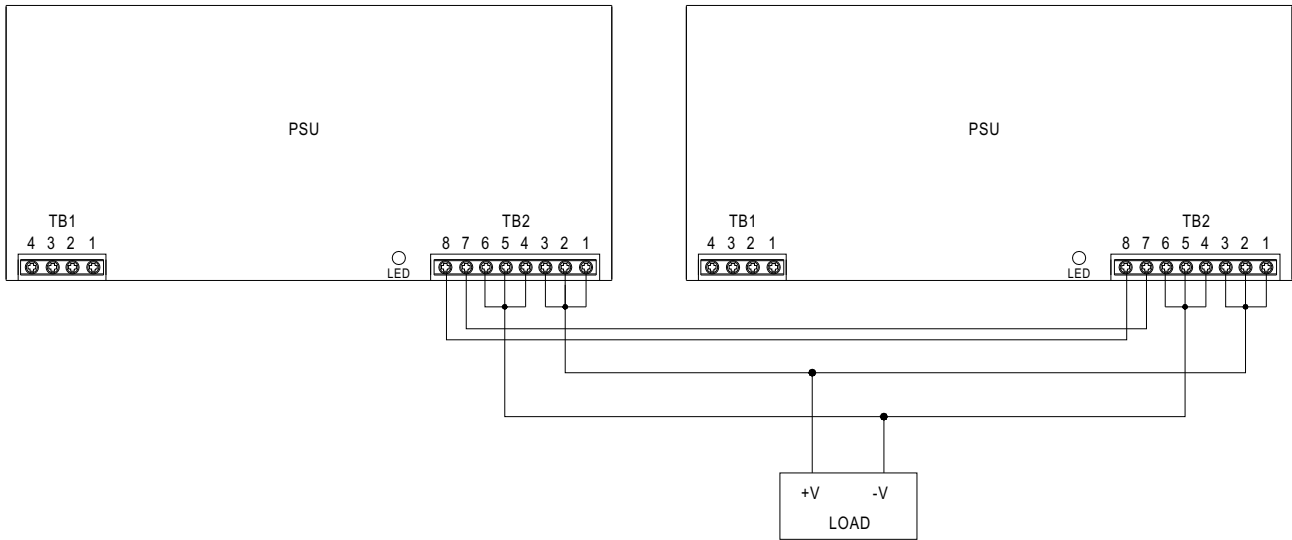 PSU PSU
TB1 TB2 TB1 TB2
4 3 2 1 8 7 6 5 4 3 2 1 4 3 2 1 8 7 6 5 4 3 2 1
LED LED
+V -V
LOAD